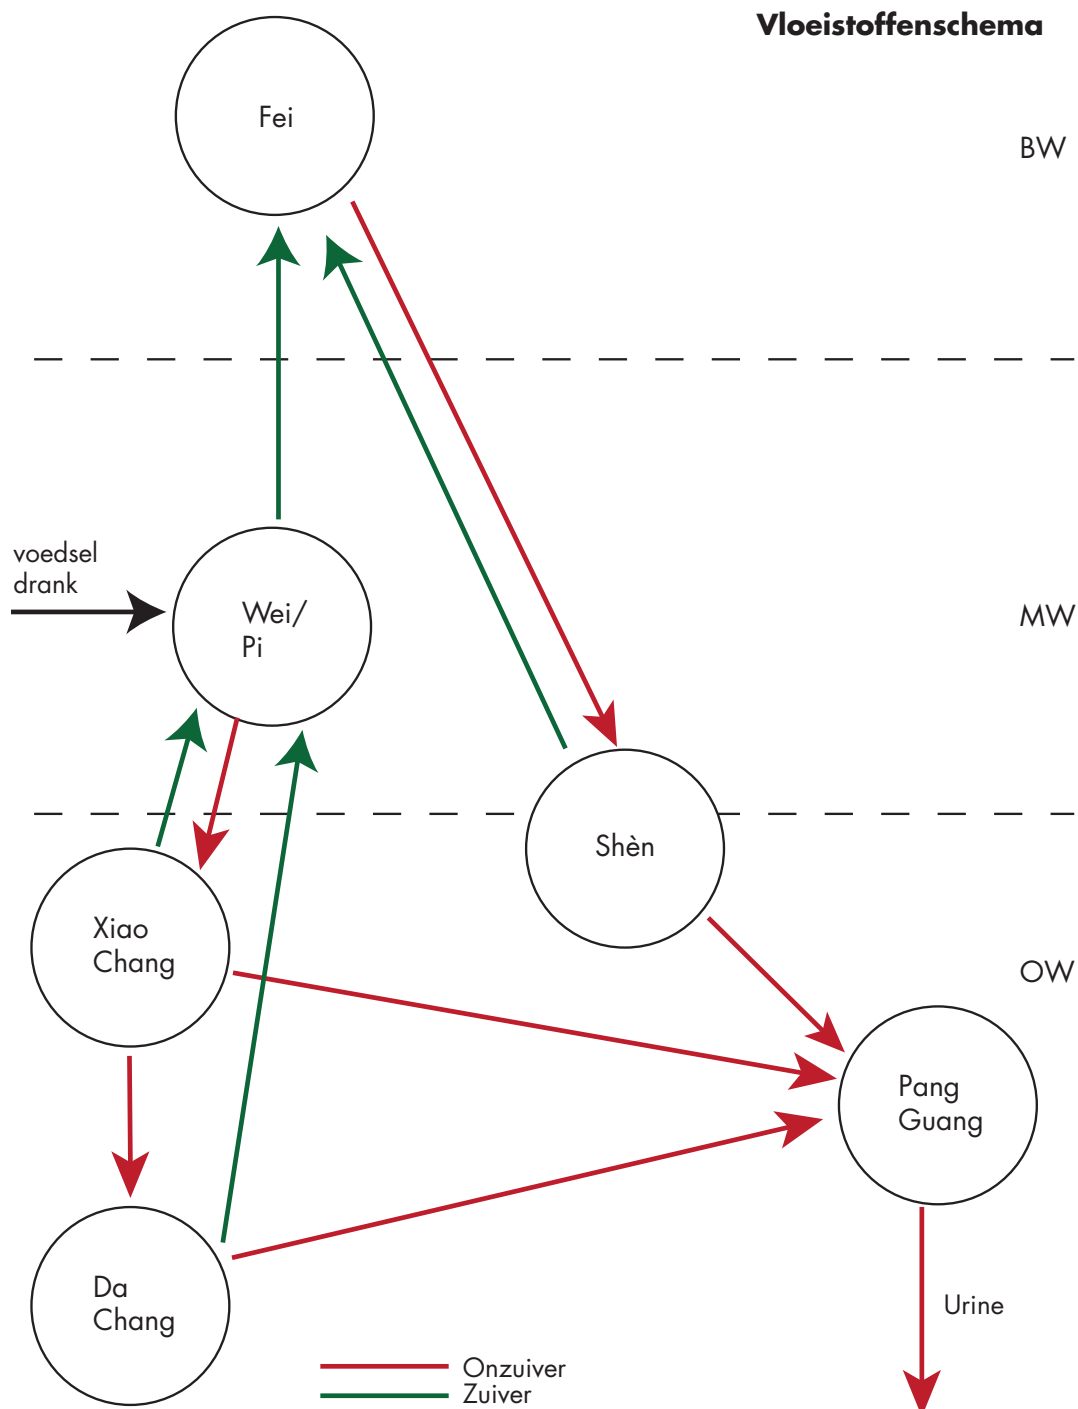 Vloeistoffenschema
Fei
BW
voedsel
drank
Wei/
Pi
MW
Shèn
Xiao
Chang
OW
Pang
Guang
Da
Chang
Urine
Onzuiver
Zuiver